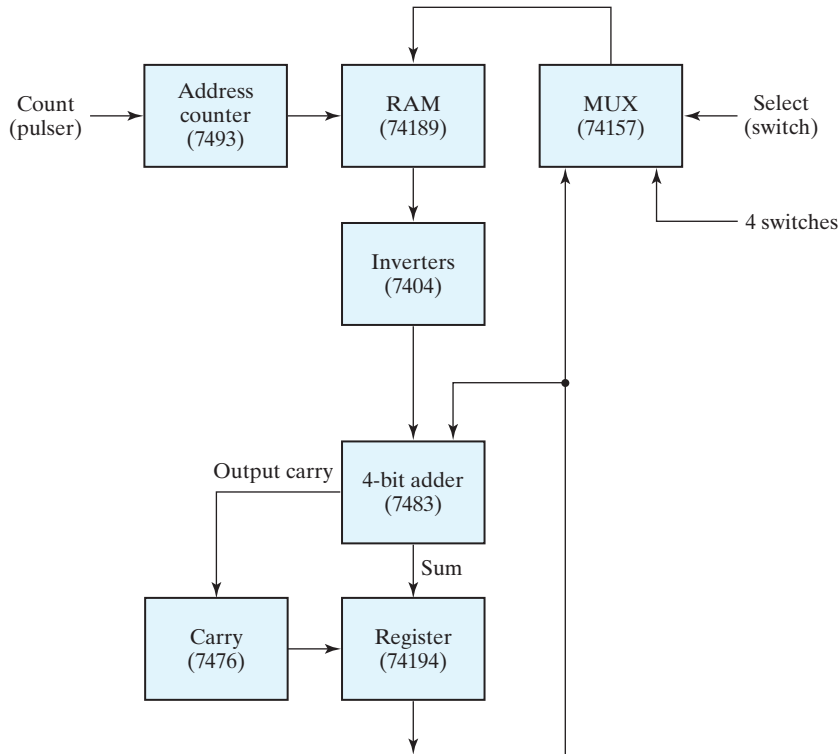 Count
(pulser)
Address
counter
(7493)
RAM
(74189)
MUX
(74157)
Select
(switch)
4 switches
Inverters
(7404)
Output carry
4-bit adder
(7483)
Sum
Carry
(7476)
Register
(74194)